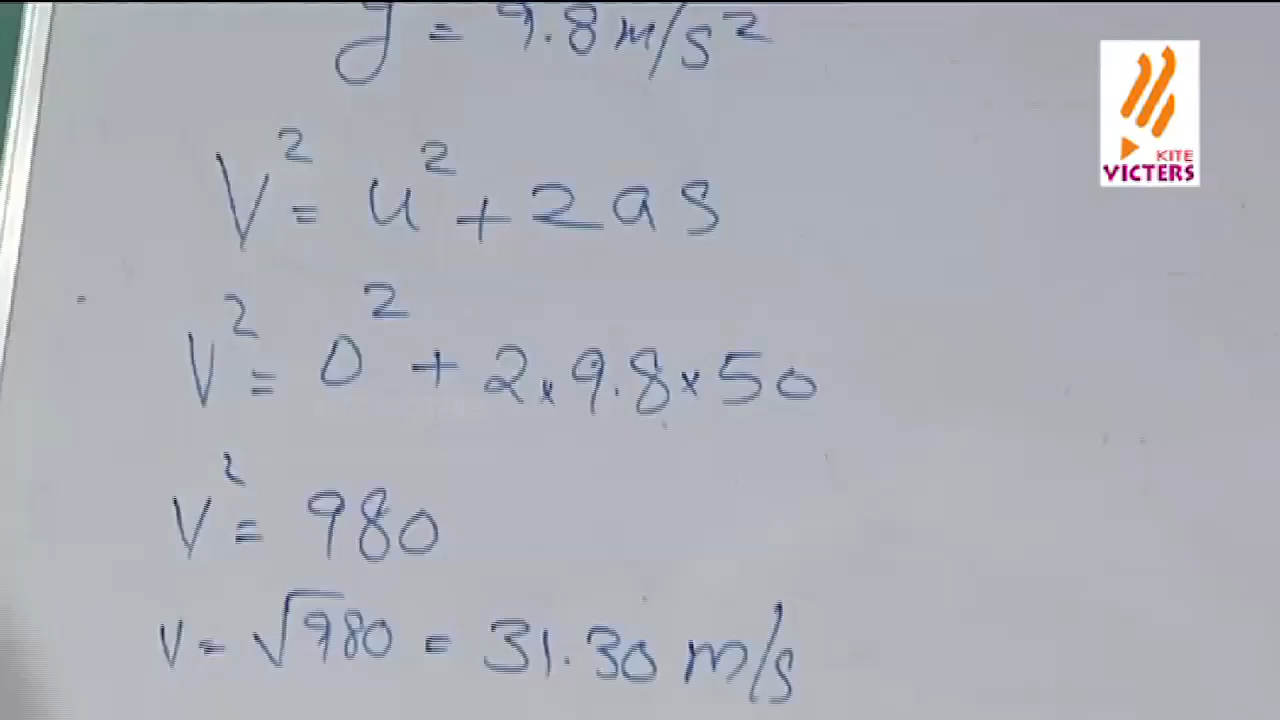 g = 9.8 m/s²
V² = u² + 2as
V² = 0² + 2×9.8×50
V² = 980
V = √980 = 31.30 m/s
KITE
VICTERS